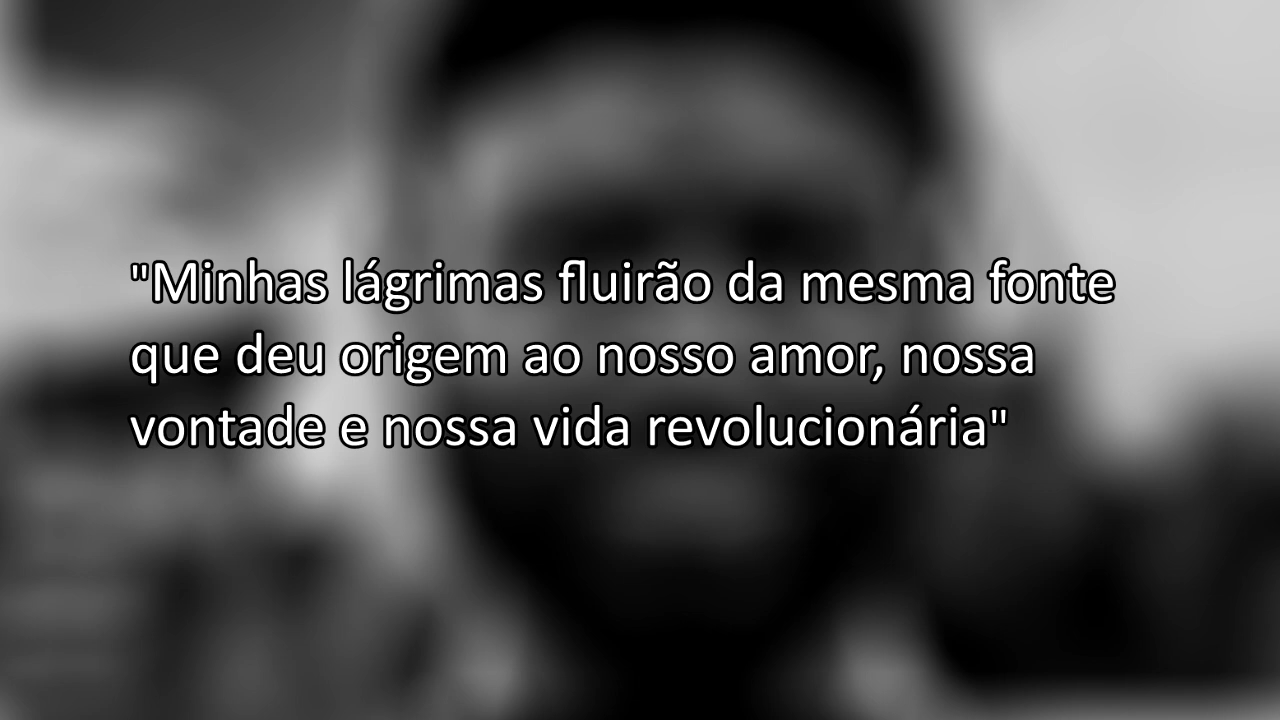 "Minhas lágrimas fluirão da mesma fonte
que deu origem ao nosso amor, nossa
vontade e nossa vida revolucionária"